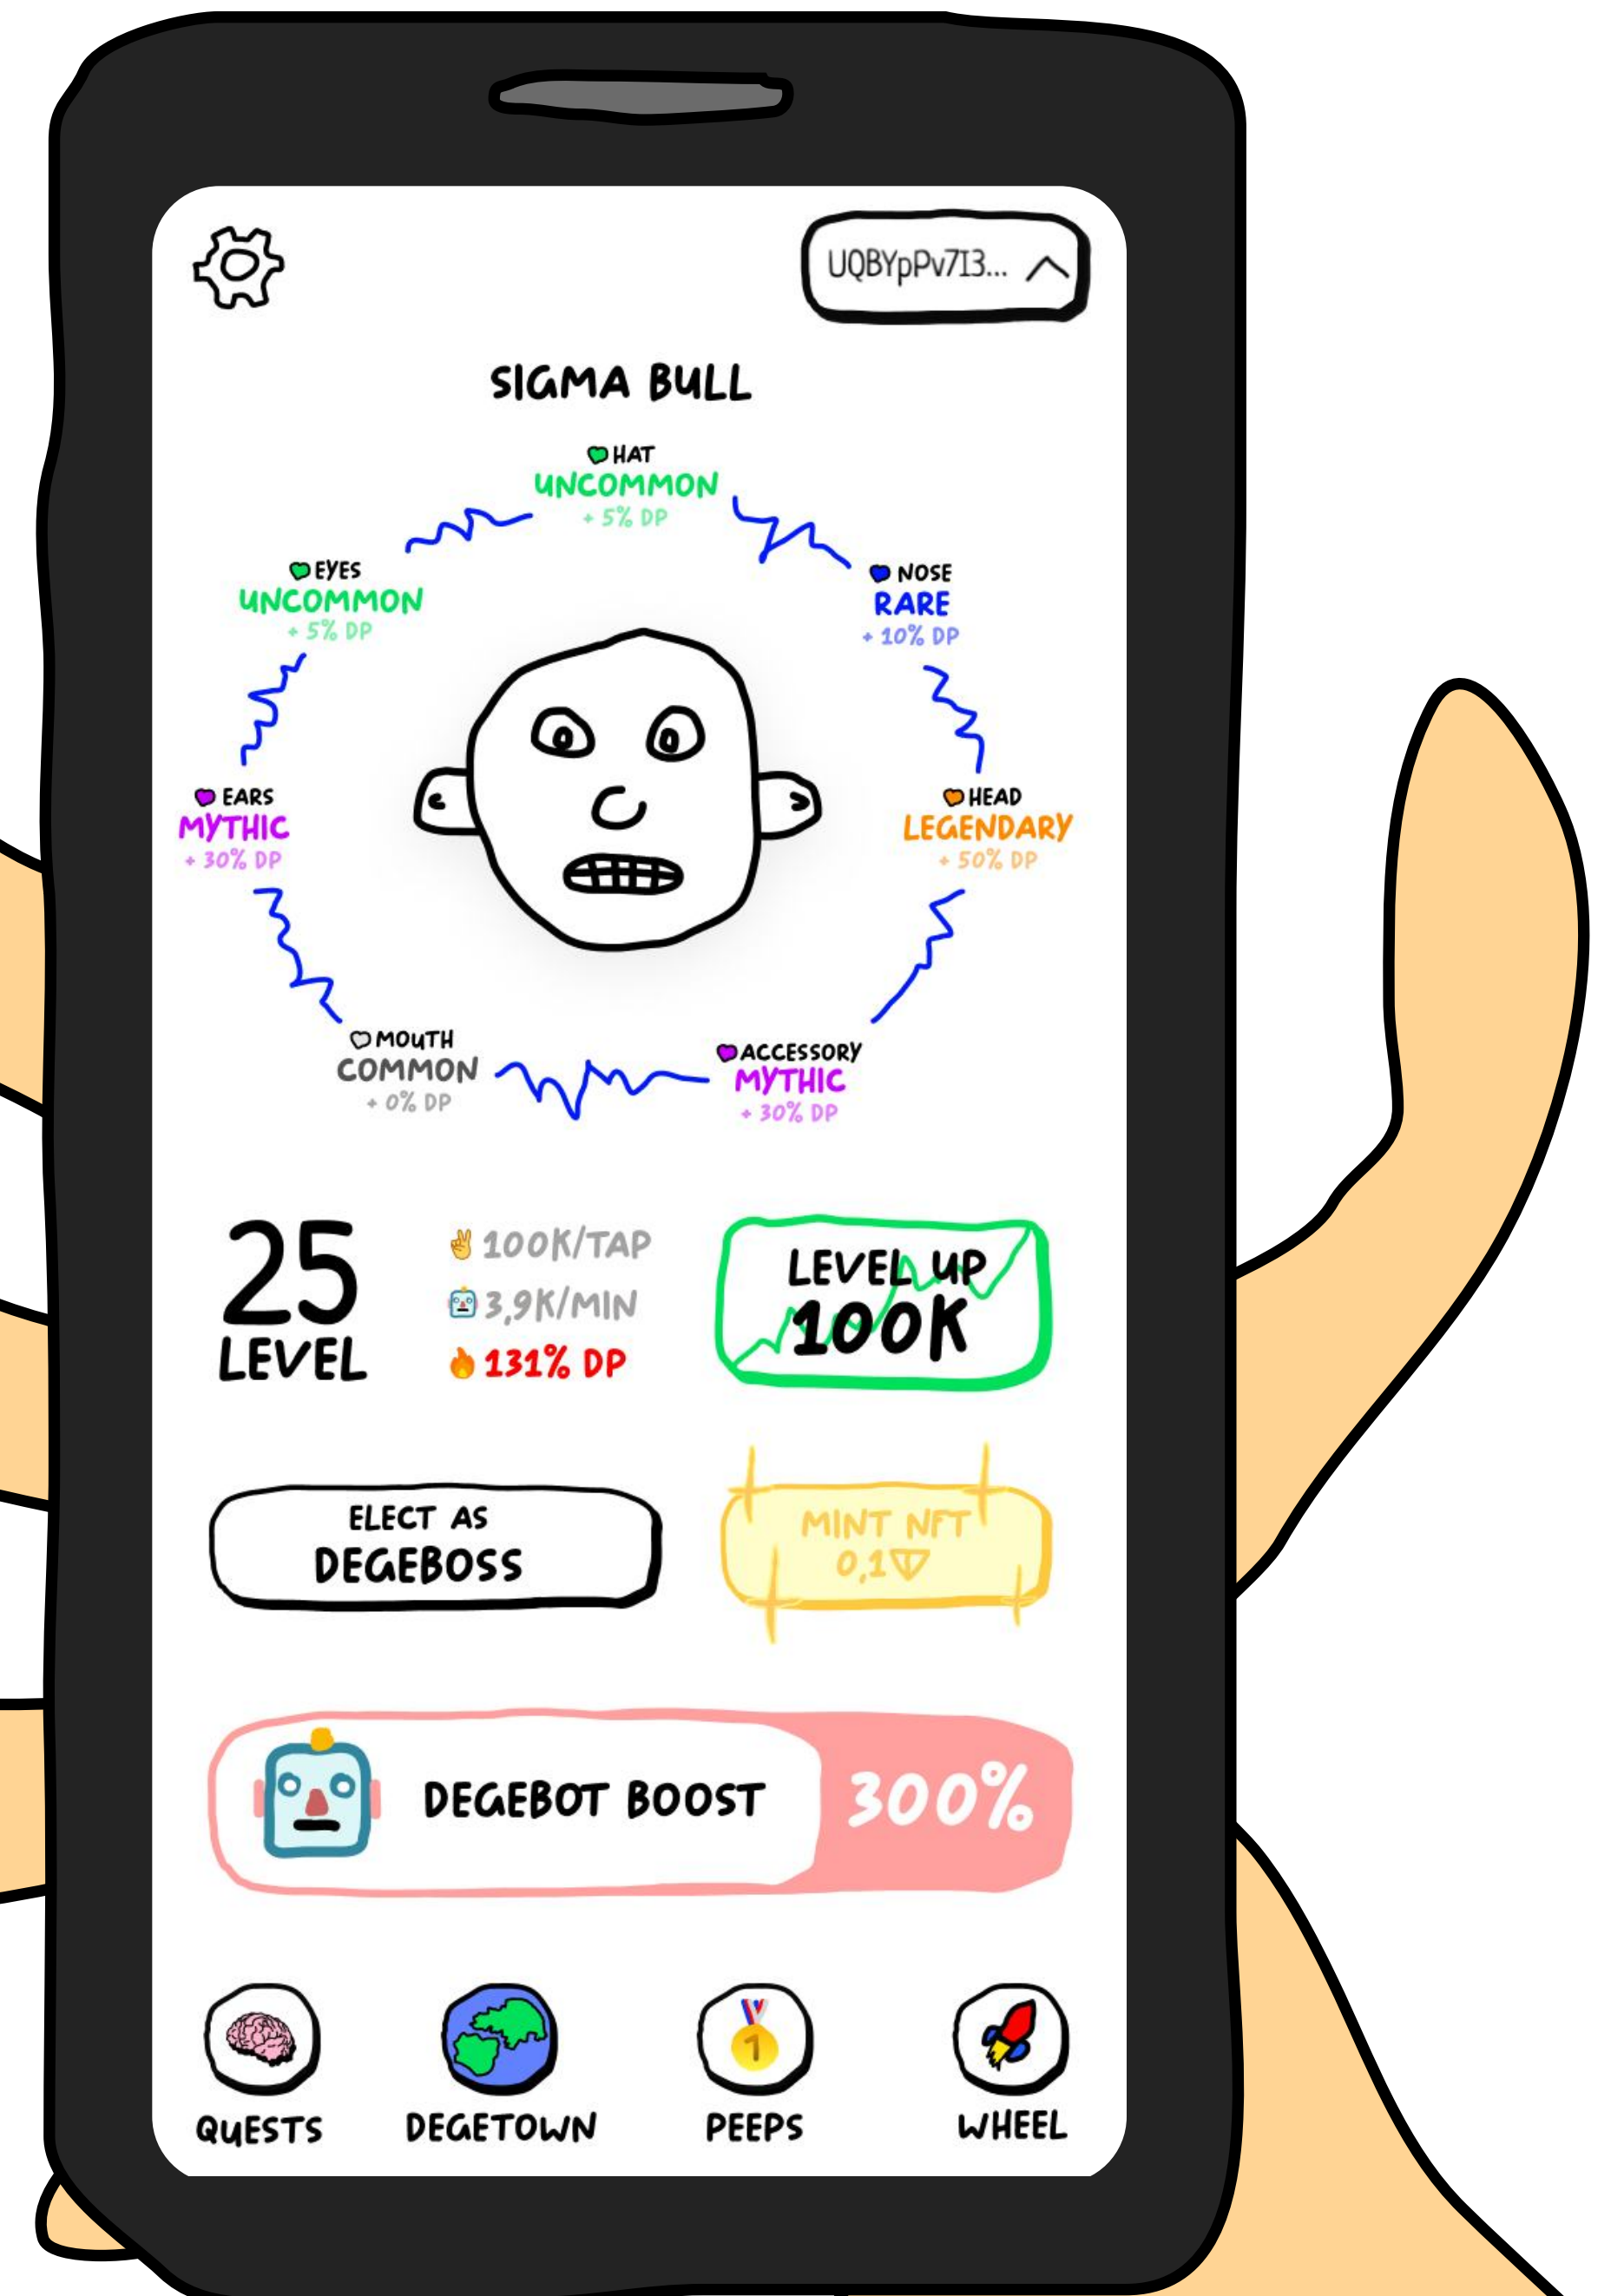 UQBYpPv7I3...
SIGMA BULL
HAT
UNCOMMON
+ 5% DP
EYES
UNCOMMON
+ 5% DP
NOSE
RARE
+ 10% DP
EARS
MYTHIC
+ 30% DP
HEAD
LEGENDARY
+ 50% DP
MOUTH
COMMON
+ 0% DP
ACCESSORY
MYTHIC
+ 30% DP
25
LEVEL
100K/TAP
3,9K/MIN
131% DP
LEVEL UP
100K
ELECT AS
DEGEBOSS
MINT NFT
0,1
DEGEBOT BOOST
300%
1
QUESTS
DEGETOWN
PEEPS
WHEEL